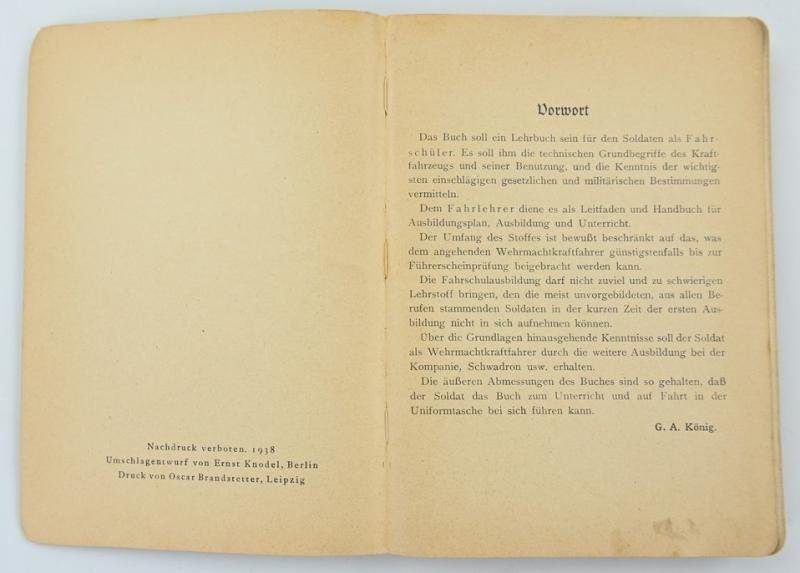 Nachdruck verboten. 1938
Umschlagentwurf von Ernst Knodel, Berlin
Druck von Oscar Brandstetter, Leipzig
Vorwort
Das Buch soll ein Lehrbuch sein für den Soldaten als Fahr-
schüler. Es soll ihm die technischen Grundbegriffe des Kraft-
fahrzeugs und seiner Benutzung, und die Kenntnis der wichtig-
sten einschlägigen gesetzlichen und militärischen Bestimmungen
vermitteln.
Dem Fahrlehrer diene es als Leitfaden und Handbuch für
Ausbildungsplan, Ausbildung und Unterricht.
Der Umfang des Stoffes ist bewußt beschränkt auf das, was
dem angehenden Wehrmachtkraftfahrer günstigstenfalls bis zur
Führerscheinprüfung beigebracht werden kann.
Die Fahrschulausbildung darf nicht zuviel und zu schwierigen
Lehrstoff bringen, den die meist unvorgebildeten, aus allen Be-
rufen stammenden Soldaten in der kurzen Zeit der ersten Aus-
bildung nicht in sich aufnehmen können.
Über die Grundlagen hinausgehende Kenntnisse soll der Soldat
als Wehrmachtkraftfahrer durch die weitere Ausbildung bei der
Kompanie, Schwadron usw. erhalten.
Die äußeren Abmessungen des Buches sind so gehalten, daß
der Soldat das Buch zum Unterricht und auf Fahrt in der
Uniformtasche bei sich führen kann.
G. A. König.